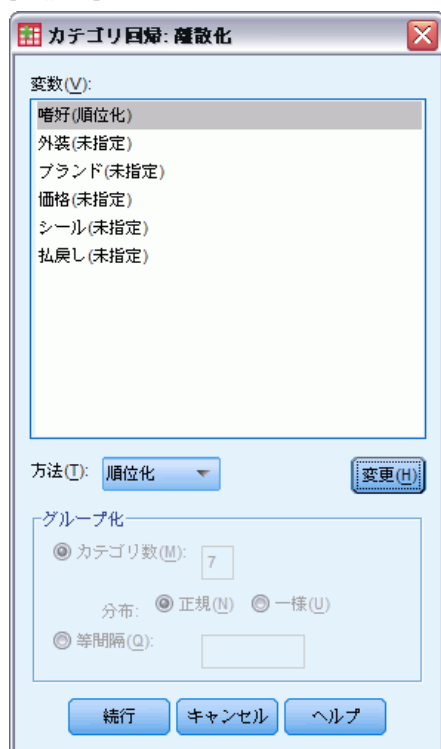 カテゴリ回帰: 離散化
変数(V):
嗜好(順位化)
外装(未指定)
ブランド(未指定)
価格(未指定)
シール(未指定)
払戻し(未指定)
方法(T): 順位化 変更(H)
グループ化
カテゴリ数(M): 7
分布: 正規(N) 一様(U)
等間隔(Q):
続行 キャンセル ヘルプ